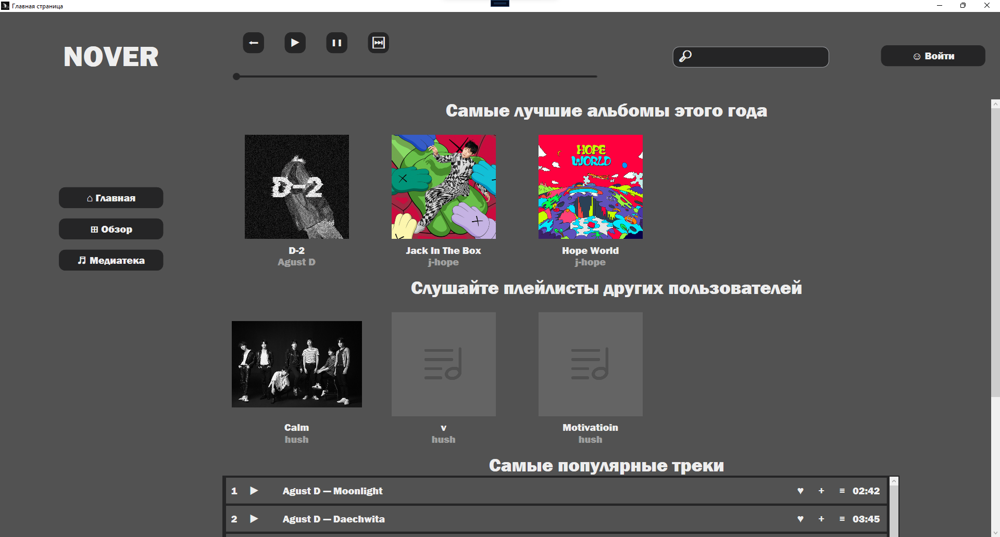 Главная страница
NOVER
Войти
Главная
Обзор
Медиатека
Самые лучшие альбомы этого года
D-2
HOPE
WORLD
D-2
Agust D
Jack In The Box
j-hope
Hope World
j-hope
Слушайте плейлисты других пользователей
Calm
hush
v
hush
Motivatioin
hush
Самые популярные треки
1 Agust D — Moonlight 02:42
2 Agust D — Daechwita 03:45